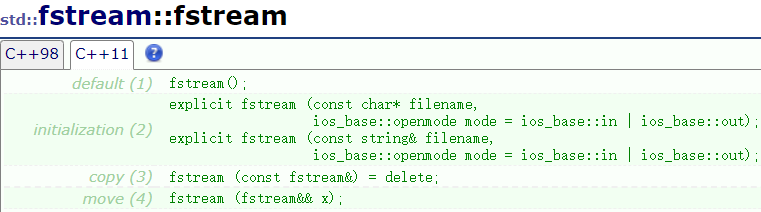 std::fstream::fstream
C++98 C++11 ?
default (1) fstream();
initialization (2) explicit fstream (const char* filename,
ios_base::openmode mode = ios_base::in | ios_base::out);
explicit fstream (const string& filename,
ios_base::openmode mode = ios_base::in | ios_base::out);
copy (3) fstream (const fstream&) = delete;
move (4) fstream (fstream&& x);